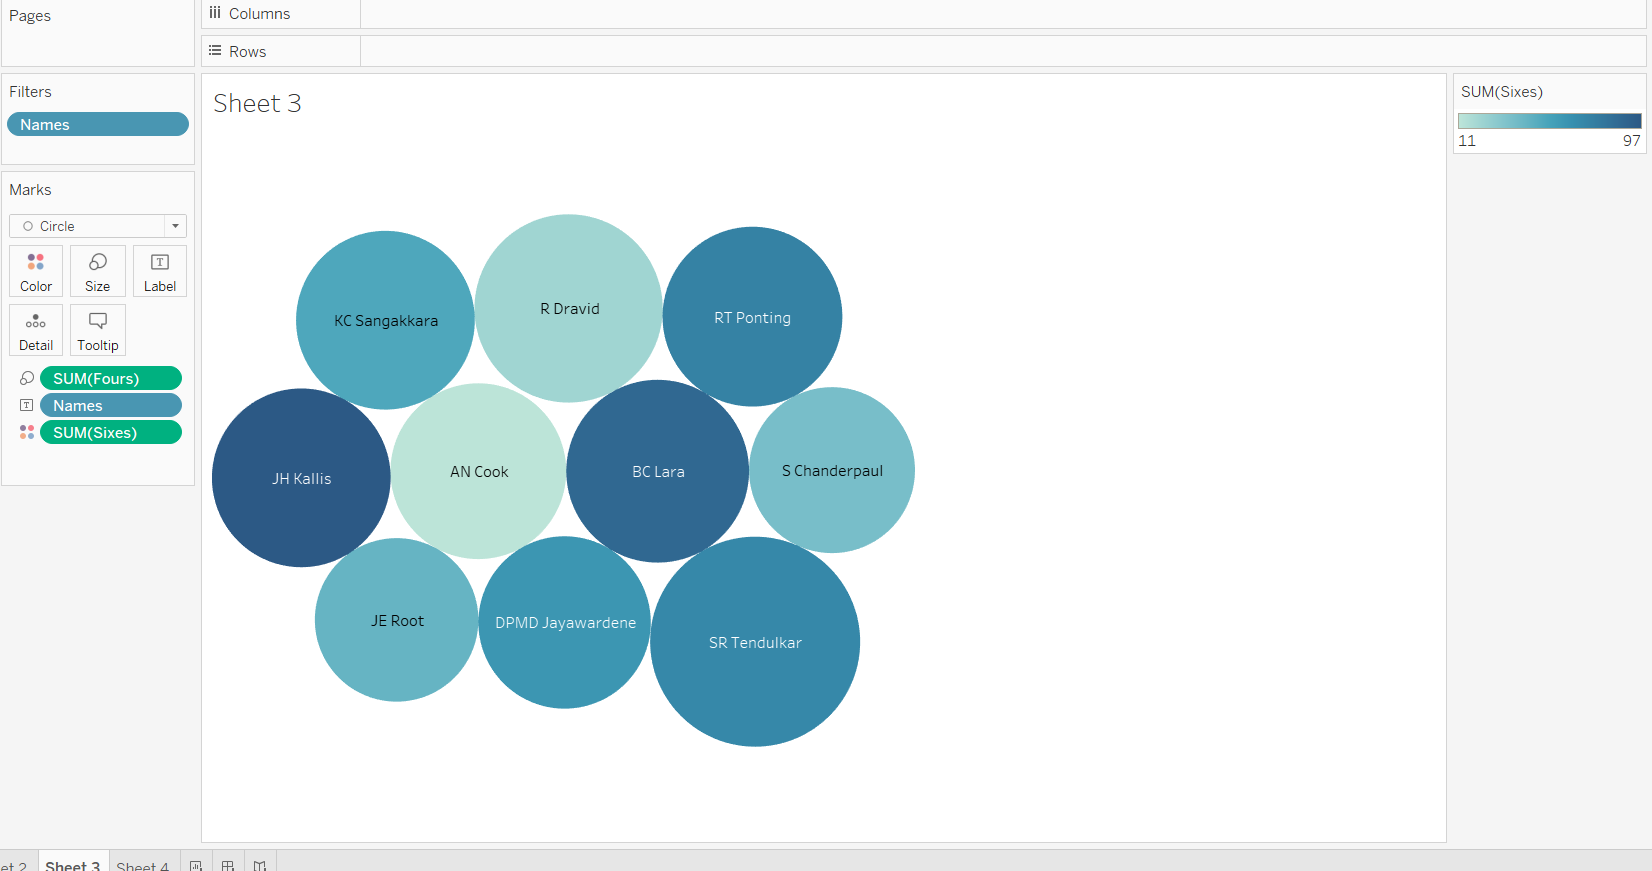 Pages
Columns
Rows
Filters
Names
Marks
Circle
Color
Size
Label
Detail
Tooltip
SUM(Fours)
Names
SUM(Sixes)
Sheet 3
KC Sangakkara
R Dravid
RT Ponting
JH Kallis
AN Cook
BC Lara
S Chanderpaul
JE Root
DPMD Jayawardene
SR Tendulkar
SUM(Sixes)
11 97
et 2 Sheet 3 Sheet 4